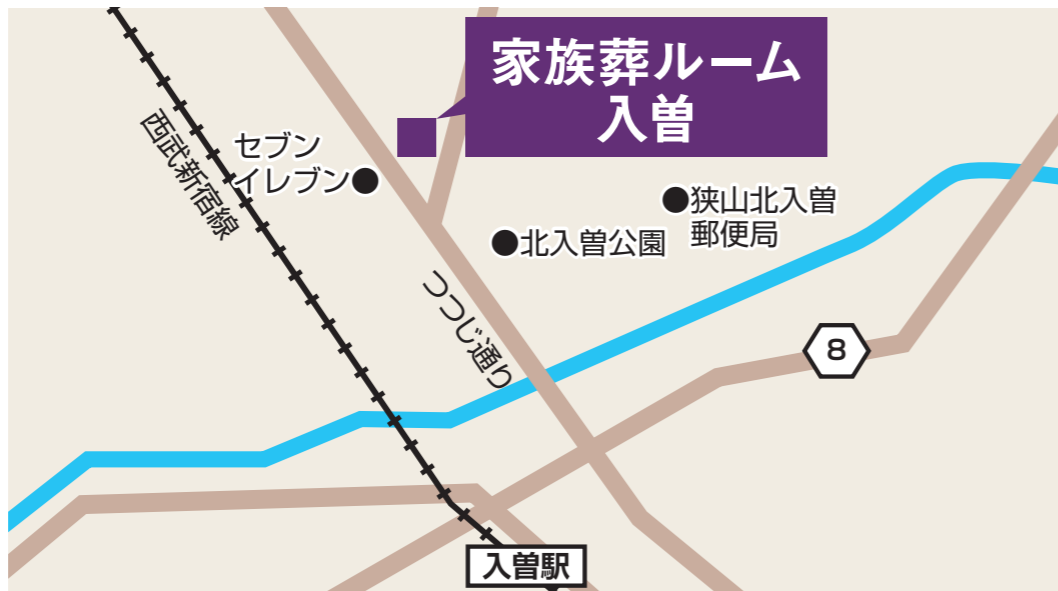 家族葬ルーム
入曽
西武新宿線
セブン
イレブン
狭山北入曽
郵便局
北入曽公園
つつじ通り
8
入曽駅